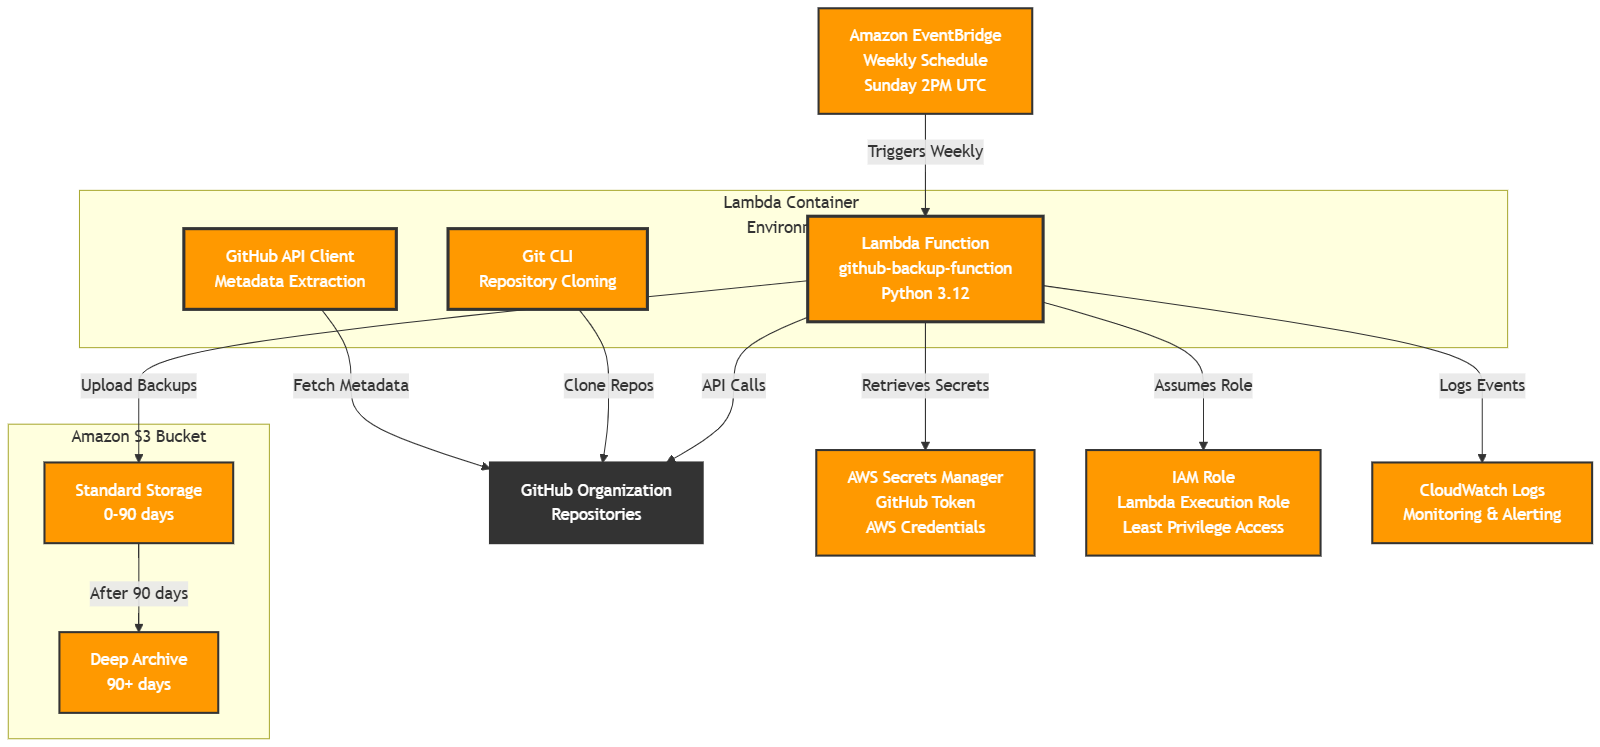 Amazon EventBridge
Weekly Schedule
Sunday 2PM UTC
Triggers Weekly
Lambda Container
GitHub API Client
Metadata Extraction
Git CLI
Repository Cloning
Lambda Function
github-backup-function
Python 3.12
Upload Backups
Fetch Metadata
Clone Repos
API Calls
Retrieves Secrets
Assumes Role
Logs Events
Amazon S3 Bucket
Standard Storage
0-90 days
After 90 days
Deep Archive
90+ days
GitHub Organization
Repositories
AWS Secrets Manager
GitHub Token
AWS Credentials
IAM Role
Lambda Execution Role
Least Privilege Access
CloudWatch Logs
Monitoring & Alerting